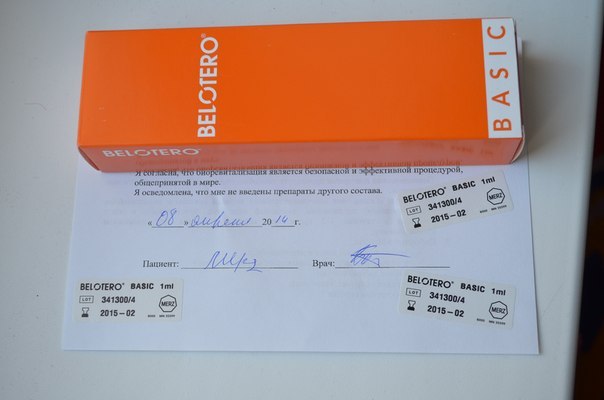 BELOTERO®
BASIC
BELOTERO
Я согласна, что биоревитализация является безопасной и эффективной процедурой,
общепринятой в мире.
Я осведомлена, что мне не введены препараты другого состава.
« 08 » апреля 2014 г.
Пациент: Врач:
BELOTERO® BASIC 1ml
LOT 341300/4
2015-02
MERZ
BELOTERO® BASIC 1ml
LOT 341300/4
2015-02
MERZ
BELOTERO® BASIC 1ml
LOT 341300/4
2015-02
MERZ